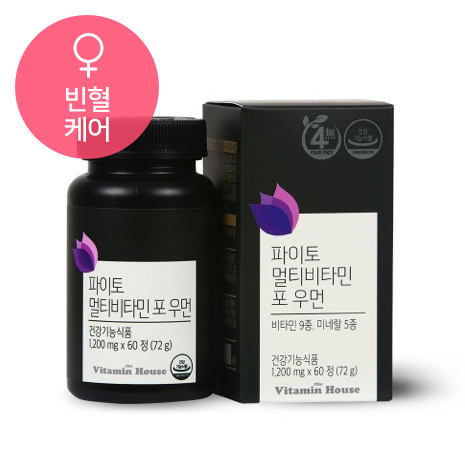 빈혈
케어
파이토
멀티비타민 포 우먼
건강기능식품
1,200 mg x 60 정 (72 g)
the
Vitamin House
4無
파이토
멀티비타민
포 우먼
비타민 9종, 미네랄 5종
건강기능식품
1,200 mg x 60 정 (72 g)
the
Vitamin House